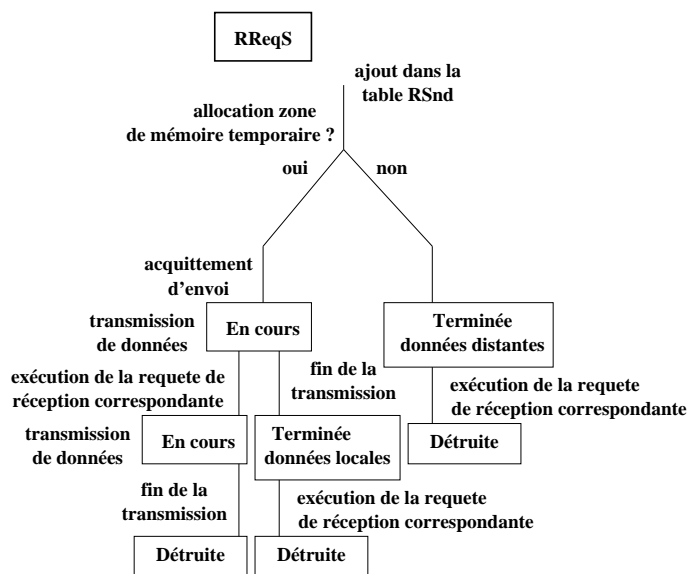 RReqS
ajout dans la
table RSnd
allocation zone
de mémoire temporaire ?
oui
non
acquittement
d'envoi
transmission
de données
En cours
Terminée
données distantes
fin de la
transmission
exécution de la requete de
réception correspondante
exécution de la requete
de réception correspondante
transmission
de données
En cours
Terminée
données locales
Détruite
fin de la
transmission
exécution de la requete
de réception correspondante
Détruite
Détruite